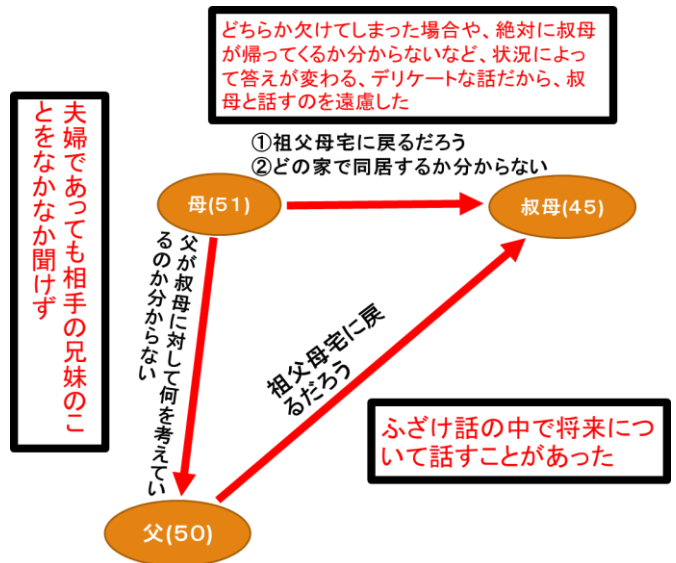 どちらか欠けてしまった場合や、絶対に叔母
が帰ってくるか分からないなど、状況によっ
て答えが変わる、デリケートな話だから、叔
母と話すのを遠慮した
①祖父母宅に戻るだろう
②どの家で同居するか分からない
母(51)
叔母(45)
夫婦であっても相手の兄妹のこ
とをなかなか聞けず
父が叔母に対して何を考えてい
るのか分からない
祖父母宅に戻
るだろう
ふざけ話の中で将来につ
いて話すことがあった
父(50)